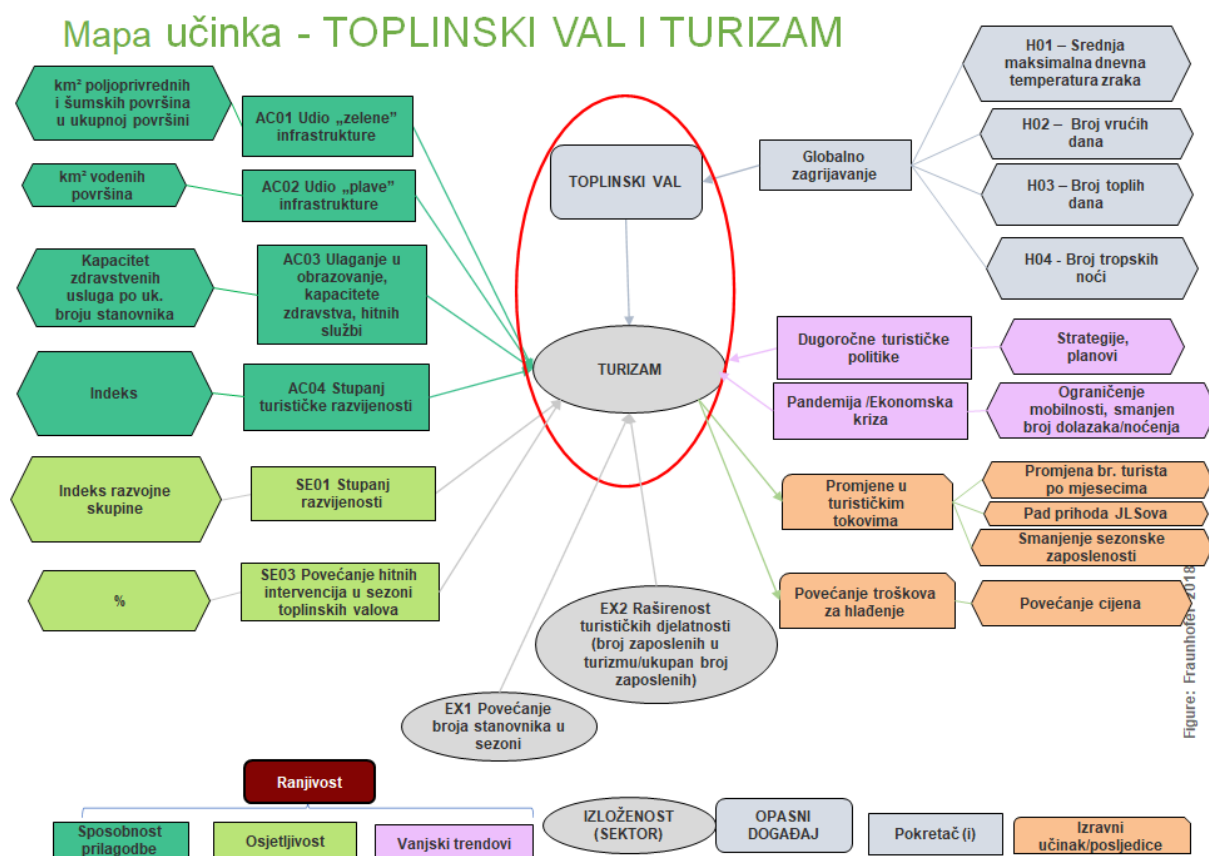 Mapa učinka - TOPLINSKI VAL I TURIZAM
km² poljoprivrednih
i šumskih površina
u ukupnoj površini
AC01 Udio „zelene”
infrastrukture
km² vodenih
površina
AC02 Udio „plave”
infrastrukture
Kapacitet
zdravstvenih
usluga po uk.
broju stanovnika
AC03 Ulaganje u
obrazovanje,
kapacitete
zdravstva, hitnih
službi
Indeks
AC04 Stupanj
turističke razvijenosti
Indeks razvojne
skupine
SE01 Stupanj
razvijenosti
%
SE03 Povećanje hitnih
intervencija u sezoni
toplinskih valova
TOPLINSKI VAL
TURIZAM
EX2 Raširenost
turističkih djelatnosti
(broj zaposlenih u
turizmu/ukupan broj
zaposlenih)
EX1 Povećanje
broja stanovnika u
sezoni
Globalno
zagrijavanje
H01 – Srednja
maksimalna dnevna
temperatura zraka
H02 – Broj vrućih
dana
H03 – Broj toplih
dana
H04 - Broj tropskih
noći
Dugoročne turističke
politike
Strategije,
planovi
Pandemija /Ekonomska
kriza
Ograničenje
mobilnosti, smanjen
broj dolazaka/noćenja
Promjene u
turističkim
tokovima
Promjena br. turista
po mjesecima
Pad prihoda JLSova
Smanjenje sezonske
zaposlenosti
Povećanje troškova
za hlađenje
Povećanje cijena
Figure: Fraunhofer 2018
Ranjivost
Sposobnost
prilagodbe
Osjetljivost
Vanjski trendovi
IZLOŽENOST
(SEKTOR)
OPASNI
DOGAĐAJ
Pokretač (i)
Izravni
učinak/posljedice